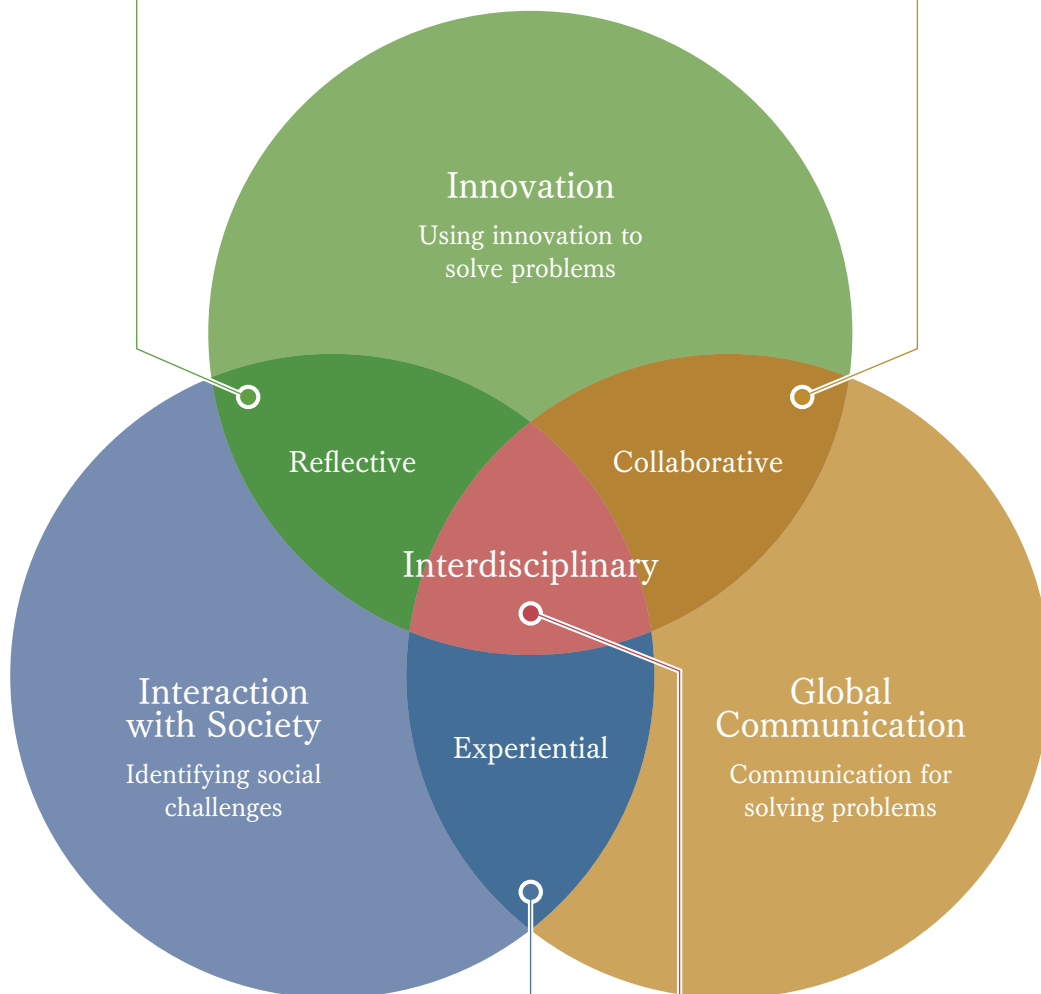 Innovation
Using innovation to
solve problems
Reflective
Collaborative
Interdisciplinary
Interaction
with Society
Identifying social
challenges
Experiential
Global
Communication
Communication for
solving problems